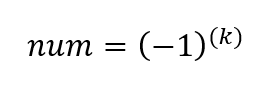 num = (−1)^(k)